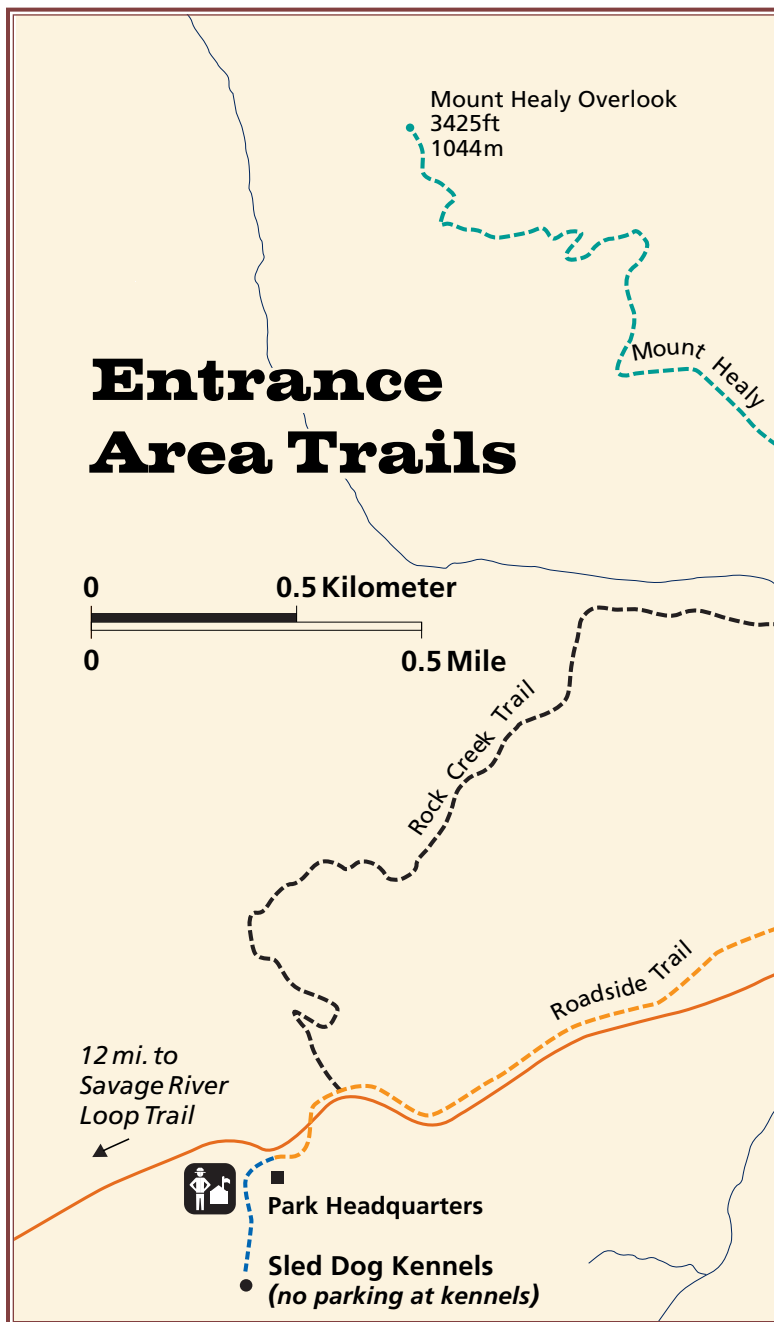 Mount Healy Overlook
3425ft
1044m
Mount Healy
Entrance
Area Trails
0 0.5 Kilometer
0 0.5 Mile
Rock Creek Trail
Roadside Trail
12 mi. to
Savage River
Loop Trail
Park Headquarters
Sled Dog Kennels
(no parking at kennels)